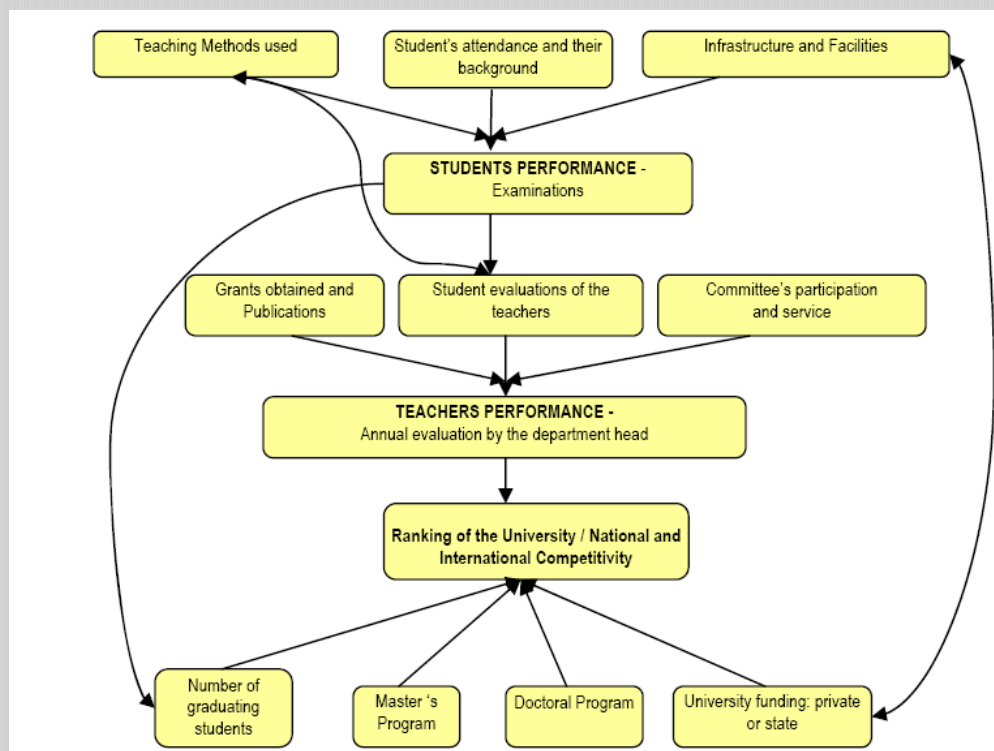 Teaching Methods used
Student's attendance and their
background
Infrastructure and Facilities
STUDENTS PERFORMANCE -
Examinations
Grants obtained and
Publications
Student evaluations of the
teachers
Committee's participation
and service
TEACHERS PERFORMANCE -
Annual evaluation by the department head
Ranking of the University / National and
International Competitivity
Number of
graduating
students
Master 's
Program
Doctoral Program
University funding: private
or state